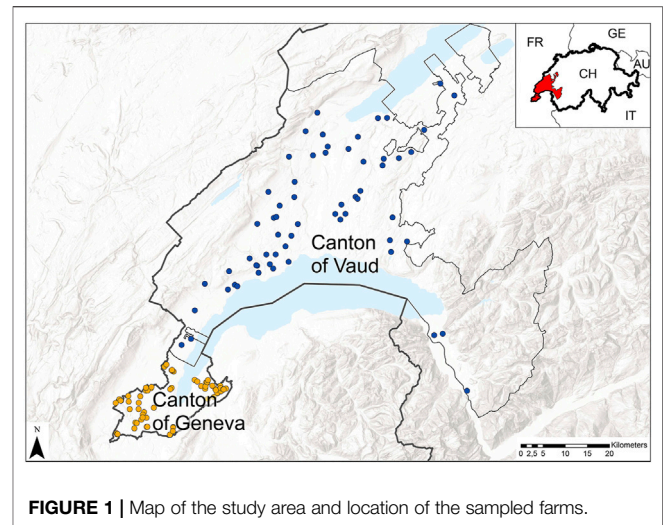 FR
GE
AU
CH
IT
Canton
of Vaud
Canton
of Geneva
N
Kilometers
0 2,5 5 10 15 20
FIGURE 1 | Map of the study area and location of the sampled farms.